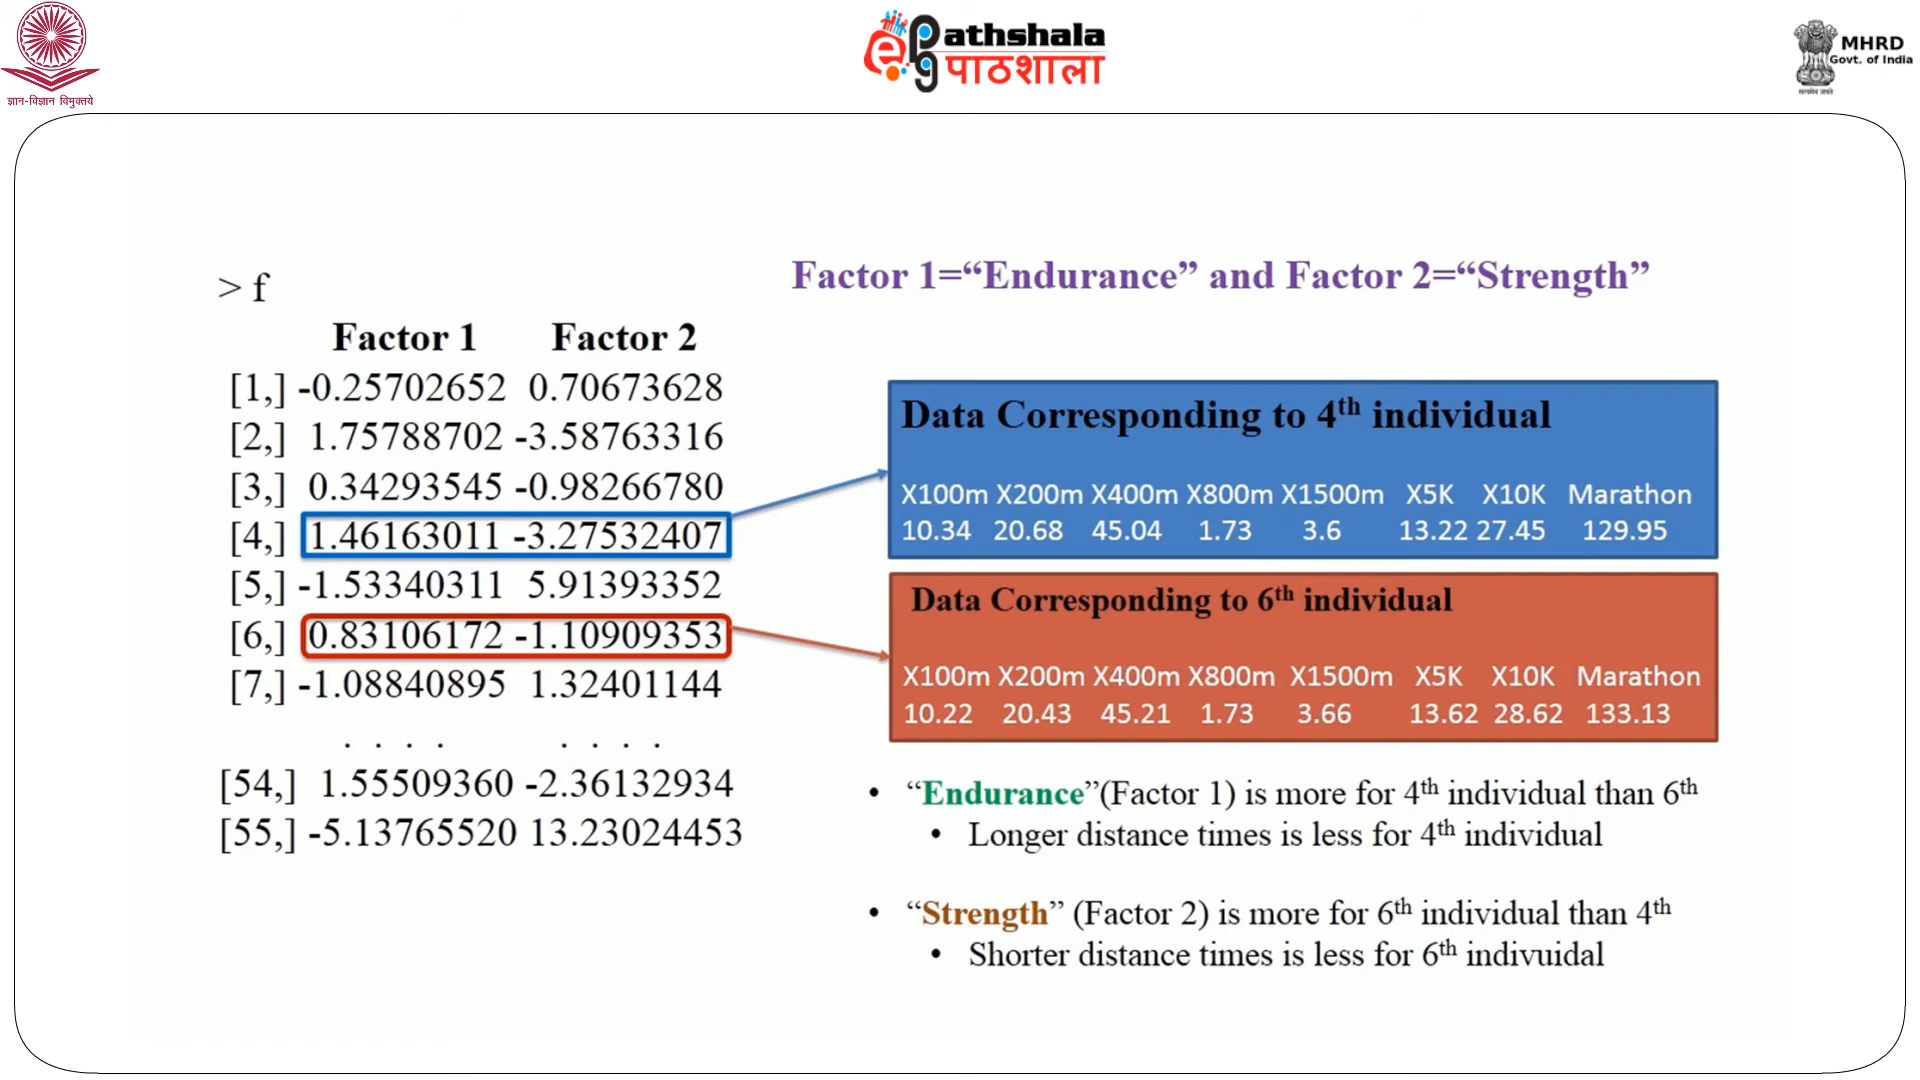 ज्ञान-विज्ञान विमुक्तये
ePG Pathshala
पाठशाला
MHRD
Govt. of India
सत्यमेव जयते
> f
Factor 1=“Endurance” and Factor 2=“Strength”
Factor 1 Factor 2
[1,] -0.25702652 0.70673628
[2,] 1.75788702 -3.58763316
[3,] 0.34293545 -0.98266780
[4,] 1.46163011 -3.27532407
[5,] -1.53340311 5.91393352
[6,] 0.83106172 -1.10909353
[7,] -1.08840895 1.32401144
. . . . . . . .
[54,] 1.55509360 -2.36132934
[55,] -5.13765520 13.23024453
Data Corresponding to 4th individual
X100m X200m X400m X800m X1500m X5K X10K Marathon
10.34 20.68 45.04 1.73 3.6 13.22 27.45 129.95
Data Corresponding to 6th individual
X100m X200m X400m X800m X1500m X5K X10K Marathon
10.22 20.43 45.21 1.73 3.66 13.62 28.62 133.13
• “Endurance”(Factor 1) is more for 4th individual than 6th
• Longer distance times is less for 4th individual
• “Strength” (Factor 2) is more for 6th individual than 4th
• Shorter distance times is less for 6th indivuidal